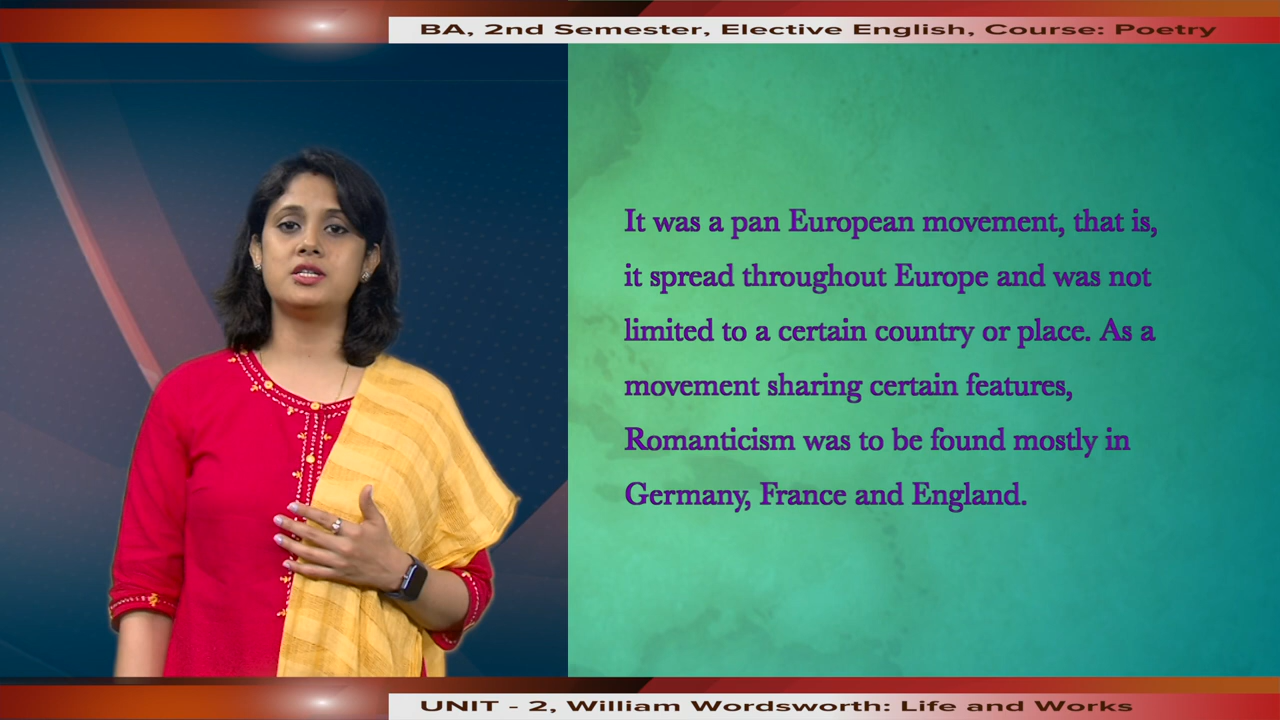 BA, 2nd Semester, Elective English, Course: Poetry
It was a pan European movement, that is,
it spread throughout Europe and was not
limited to a certain country or place. As a
movement sharing certain features,
Romanticism was to be found mostly in
Germany, France and England.
UNIT - 2, William Wordsworth: Life and Works